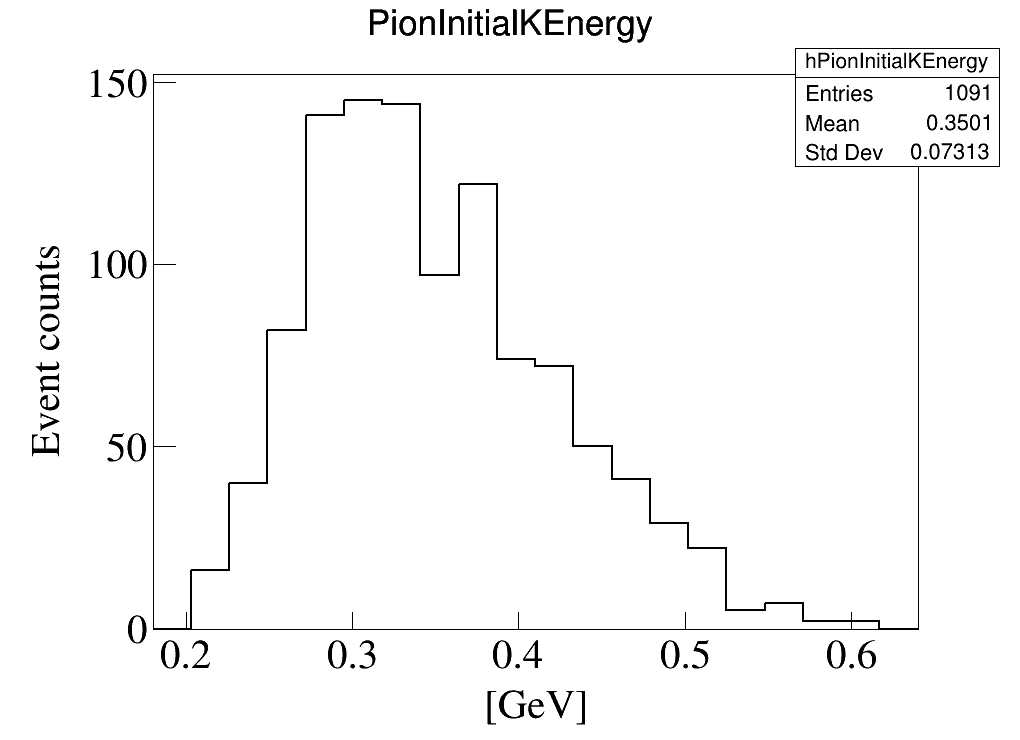 PionInitialKEnergy
hPionInitialKEnergy
Entries 1091
Mean 0.3501
Std Dev 0.07313
150
100
50
0
Event counts
0.2 0.3 0.4 0.5 0.6
[GeV]